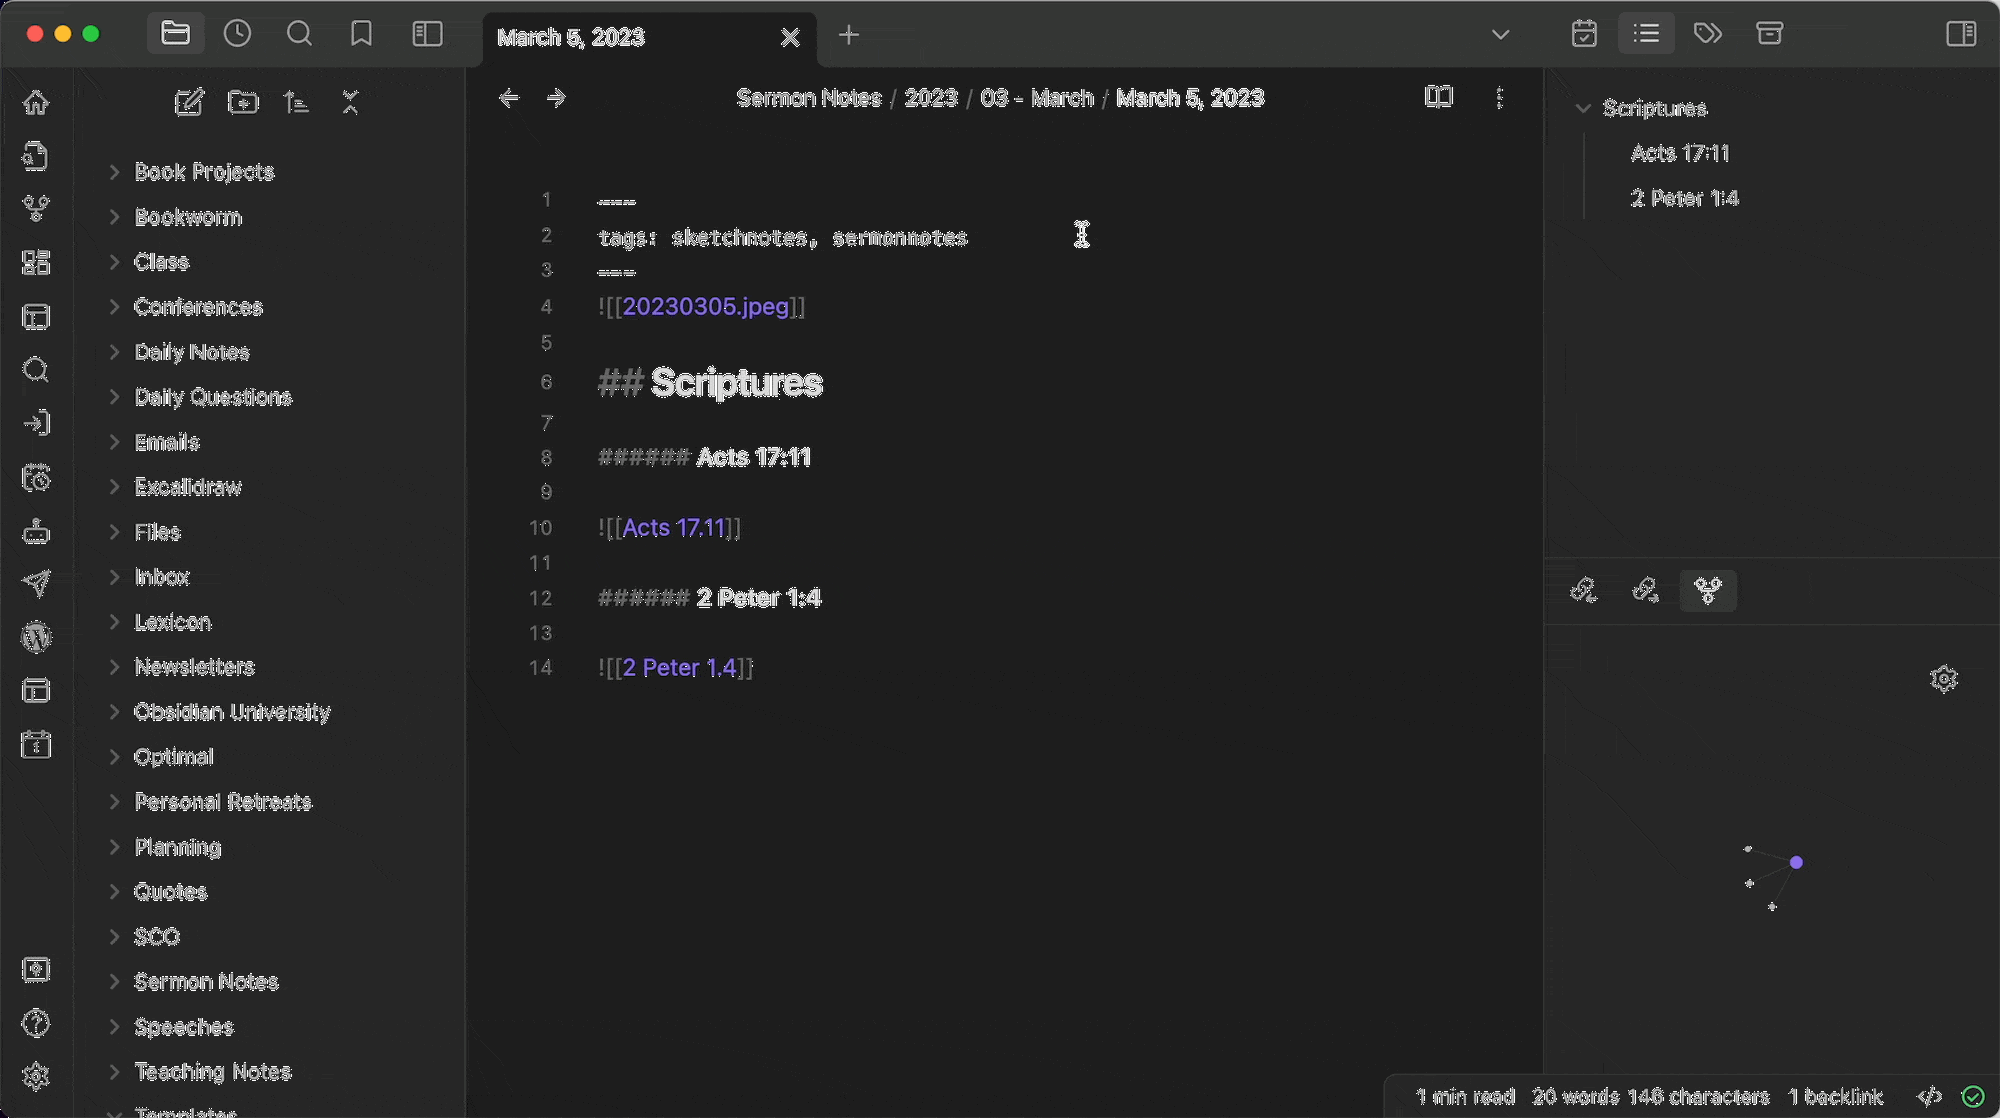 March 5, 2023
Sermon Notes / 2023 / 03 - March / March 5, 2023
Book Projects
Bookworm
Class
Conferences
Daily Notes
Daily Questions
Emails
Excalidraw
Files
Inbox
Lexicon
Newsletters
Obsidian University
Optimal
Personal Retreats
Planning
Quotes
SCO
Sermon Notes
Speeches
Teaching Notes
1 ---
2 tags: sketchnotes, sermonnotes
3 ---
4 ![[20230305.jpeg]]
5
6 ## Scriptures
7
8 ###### Acts 17:11
9
10 ![[Acts 17.11]]
11
12 ###### 2 Peter 1:4
13
14 ![[2 Peter 1.4]]
Scriptures
Acts 17:11
2 Peter 1:4
1 min read 20 words 146 characters 1 backlink